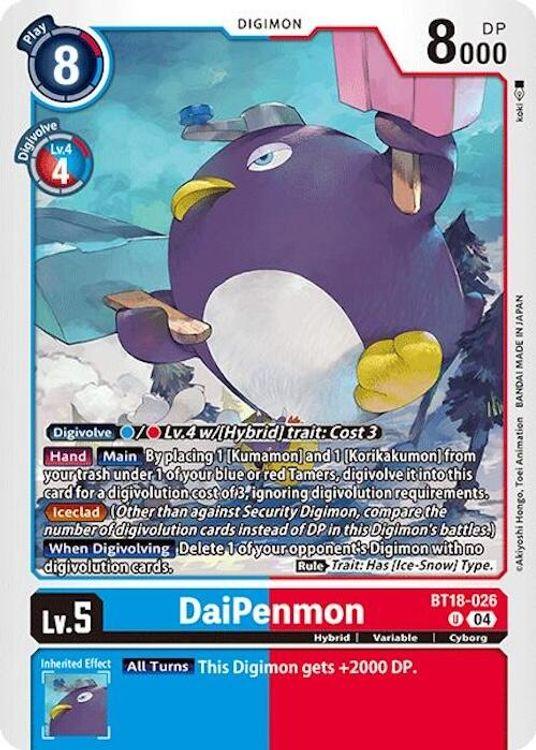 Play
8
DIGIMON
DP
8000
Digivolve
Lv.4
4
koki
BANDAI MADE IN JAPAN
©Akiyoshi Hongo, Toei Animation
Digivolve / Lv.4 w/[Hybrid] trait: Cost 3
Hand Main By placing 1 [Kumamon] and 1 [Korikakumon] from
your trash under 1 of your blue or red Tamers, digivolve it into this
card for a digivolution cost of 3, ignoring digivolution requirements.
Iceclad (Other than against Security Digimon, compare the
number of digivolution cards instead of DP in this Digimon's battles.)
When Digivolving Delete 1 of your opponent's Digimon with no
digivolution cards.
Rule Trait: Has [Ice-Snow] Type.
Lv.5
DaiPenmon
BT18-026
U 04
Hybrid | Variable | Cyborg
Inherited Effect
All Turns This Digimon gets +2000 DP.